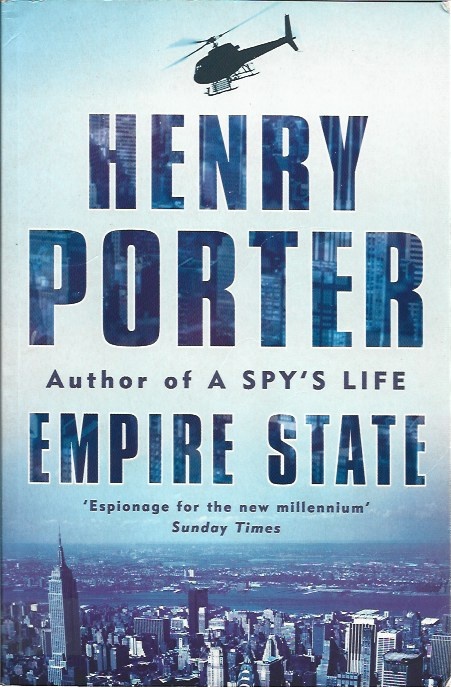 HENRY
PORTER
Author of A SPY'S LIFE
EMPIRE STATE
'Espionage for the new millennium'
Sunday Times